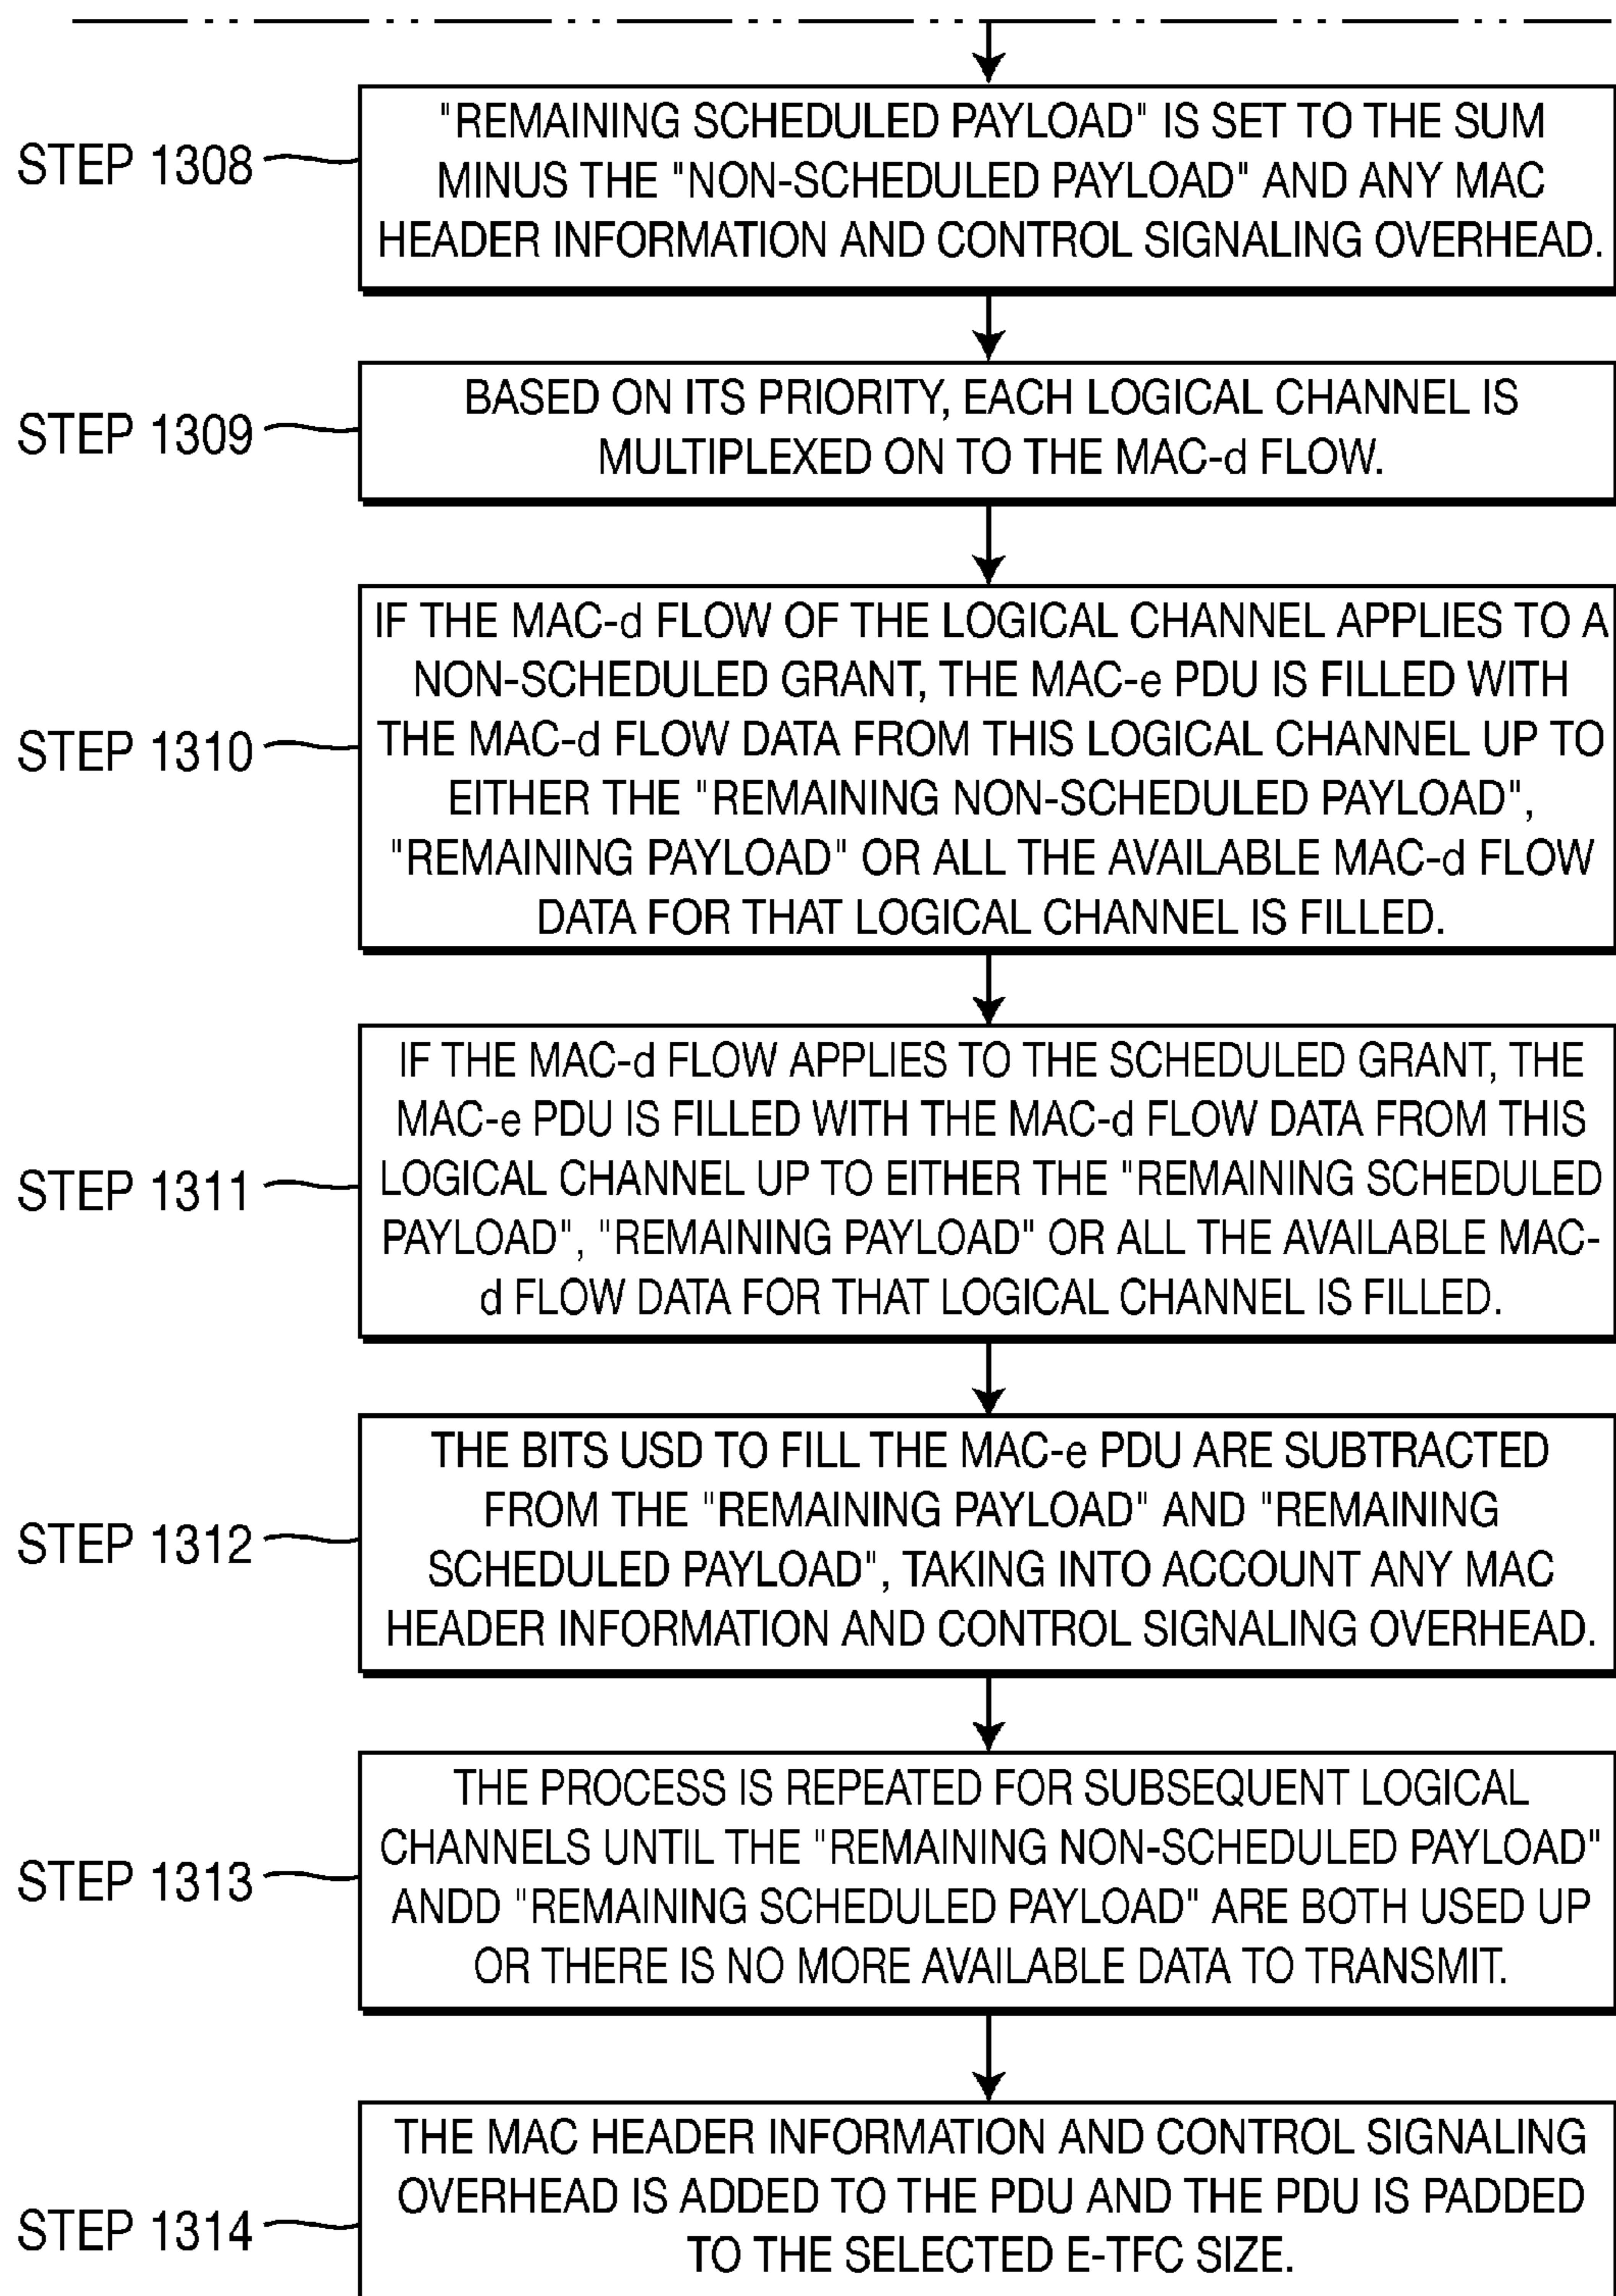 STEP 1308
"REMAINING SCHEDULED PAYLOAD" IS SET TO THE SUM
MINUS THE "NON-SCHEDULED PAYLOAD" AND ANY MAC
HEADER INFORMATION AND CONTROL SIGNALING OVERHEAD.
STEP 1309
BASED ON ITS PRIORITY, EACH LOGICAL CHANNEL IS
MULTIPLEXED ON TO THE MAC-d FLOW.
STEP 1310
IF THE MAC-d FLOW OF THE LOGICAL CHANNEL APPLIES TO A
NON-SCHEDULED GRANT, THE MAC-e PDU IS FILLED WITH
THE MAC-d FLOW DATA FROM THIS LOGICAL CHANNEL UP TO
EITHER THE "REMAINING NON-SCHEDULED PAYLOAD",
"REMAINING PAYLOAD" OR ALL THE AVAILABLE MAC-d FLOW
DATA FOR THAT LOGICAL CHANNEL IS FILLED.
STEP 1311
IF THE MAC-d FLOW APPLIES TO THE SCHEDULED GRANT, THE
MAC-e PDU IS FILLED WITH THE MAC-d FLOW DATA FROM THIS
LOGICAL CHANNEL UP TO EITHER THE "REMAINING SCHEDULED
PAYLOAD", "REMAINING PAYLOAD" OR ALL THE AVAILABLE MAC-
d FLOW DATA FOR THAT LOGICAL CHANNEL IS FILLED.
STEP 1312
THE BITS USD TO FILL THE MAC-e PDU ARE SUBTRACTED
FROM THE "REMAINING PAYLOAD" AND "REMAINING
SCHEDULED PAYLOAD", TAKING INTO ACCOUNT ANY MAC
HEADER INFORMATION AND CONTROL SIGNALING OVERHEAD.
STEP 1313
THE PROCESS IS REPEATED FOR SUBSEQUENT LOGICAL
CHANNELS UNTIL THE "REMAINING NON-SCHEDULED PAYLOAD"
ANDD "REMAINING SCHEDULED PAYLOAD" ARE BOTH USED UP
OR THERE IS NO MORE AVAILABLE DATA TO TRANSMIT.
STEP 1314
THE MAC HEADER INFORMATION AND CONTROL SIGNALING
OVERHEAD IS ADDED TO THE PDU AND THE PDU IS PADDED
TO THE SELECTED E-TFC SIZE.